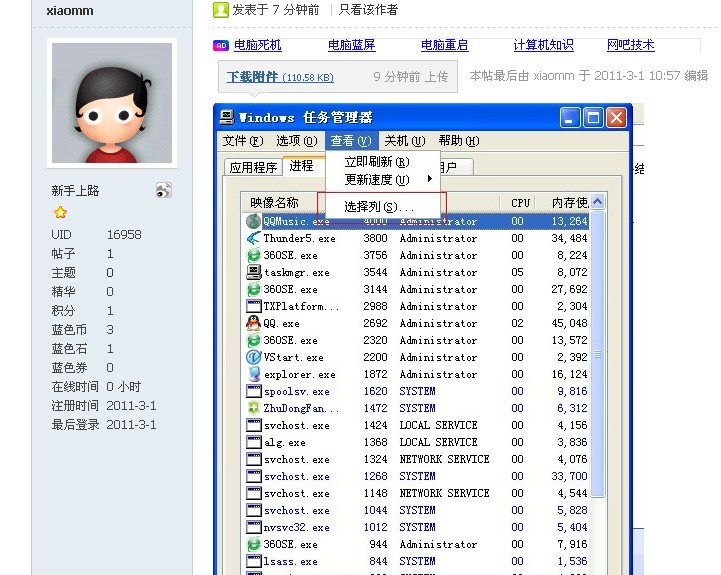 xiaomm
发表于 7 分钟前 | 只看该作者
AD 电脑死机 电脑蓝屏 电脑重启 计算机知识 网吧技术
下载附件 (110.58 KB) 9 分钟前 上传
本帖最后由 xiaomm 于 2011-3-1 10:57 编辑
新手上路
UID 16958
帖子 1
主题 0
精华 0
积分 1
蓝色币 3
蓝色石 1
蓝色券 0
在线时间 0 小时
注册时间 2011-3-1
最后登录 2011-3-1
Windows 任务管理器
文件(F) 选项(O) 查看(V) 关机(U) 帮助(H)
立即刷新(R)
更新速度(U)
选择列(S)...
应用程序 进程 户
映像名称 CPU 内存使
QQMusic.exe 4000 Administrator 00 13,264
Thunder5.exe 3800 Administrator 00 34,484
360SE.exe 3756 Administrator 00 8,224
taskmgr.exe 3544 Administrator 05 8,072
360SE.exe 3144 Administrator 00 27,692
TXPlatform... 2988 Administrator 00 2,304
QQ.exe 2692 Administrator 02 45,048
360SE.exe 2320 Administrator 00 13,572
VStart.exe 2200 Administrator 00 2,392
explorer.exe 1872 Administrator 00 16,124
spoolsv.exe 1620 SYSTEM 00 9,816
ZhuDongFan... 1472 SYSTEM 00 6,312
svchost.exe 1424 LOCAL SERVICE 00 4,156
alg.exe 1368 LOCAL SERVICE 00 3,836
svchost.exe 1324 NETWORK SERVICE 00 4,076
svchost.exe 1268 SYSTEM 00 33,700
svchost.exe 1148 NETWORK SERVICE 00 4,544
svchost.exe 1044 SYSTEM 00 5,828
nvsvc32.exe 1012 SYSTEM 00 5,404
360SE.exe 944 Administrator 00 7,916
lsass.exe 844 SYSTEM 00 1,536